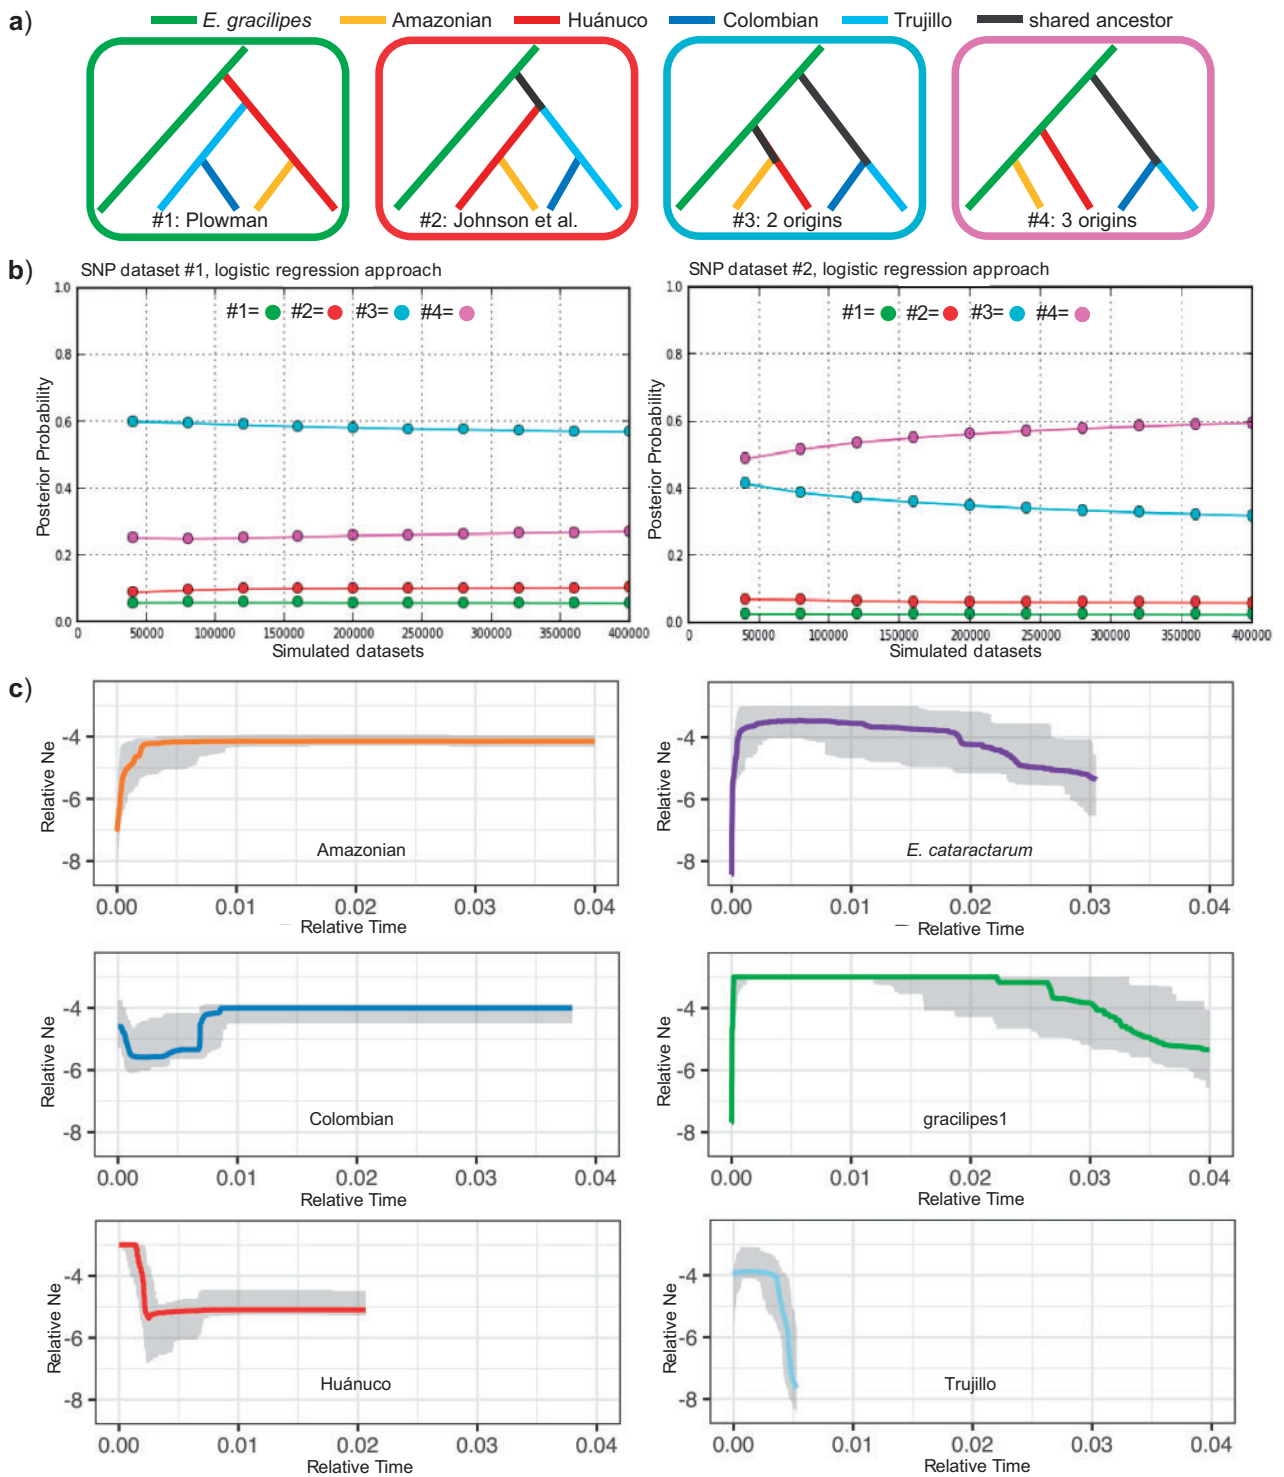 a) E. gracilipes Amazonian Huánuco Colombian Trujillo shared ancestor
#1: Plowman #2: Johnson et al. #3: 2 origins #4: 3 origins
b) SNP dataset #1, logistic regression approach
#1= #2= #3= #4=
Posterior Probability
1.0
0.8
0.6
0.4
0.2
0.0
0 50000 100000 150000 200000 250000 300000 350000 400000
Simulated datasets
SNP dataset #2, logistic regression approach
#1= #2= #3= #4=
Posterior Probability
1.0
0.8
0.6
0.4
0.2
0.0
0 50000 100000 150000 200000 250000 300000 350000 400000
Simulated datasets
c)
Relative Ne
-4
-6
-8
Amazonian
0.00 0.01 0.02 0.03 0.04
Relative Time
Relative Ne
-4
-6
-8
E. cataractarum
0.00 0.01 0.02 0.03 0.04
Relative Time
Relative Ne
-4
-6
-8
Colombian
0.00 0.01 0.02 0.03 0.04
Relative Time
Relative Ne
-4
-6
-8
gracilipes1
0.00 0.01 0.02 0.03 0.04
Relative Time
Relative Ne
-4
-6
-8
Huánuco
0.00 0.01 0.02 0.03 0.04
Relative Time
Relative Ne
-4
-6
-8
Trujillo
0.00 0.01 0.02 0.03 0.04
Relative Time